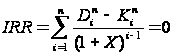 IRR = \sum_{i=1}^{n} \frac{D_i^n - K_i^n}{(1 + X)^{i-1}} = 0